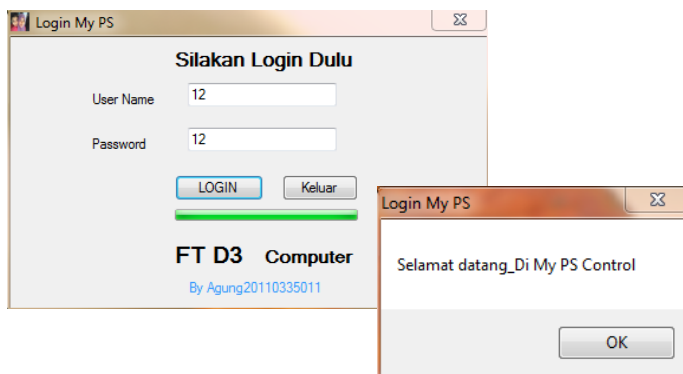 Login My PS
Silakan Login Dulu
User Name 12
Password 12
LOGIN Keluar
FT D3 Computer
By Agung20110335011
Login My PS
Selamat datang_Di My PS Control
OK